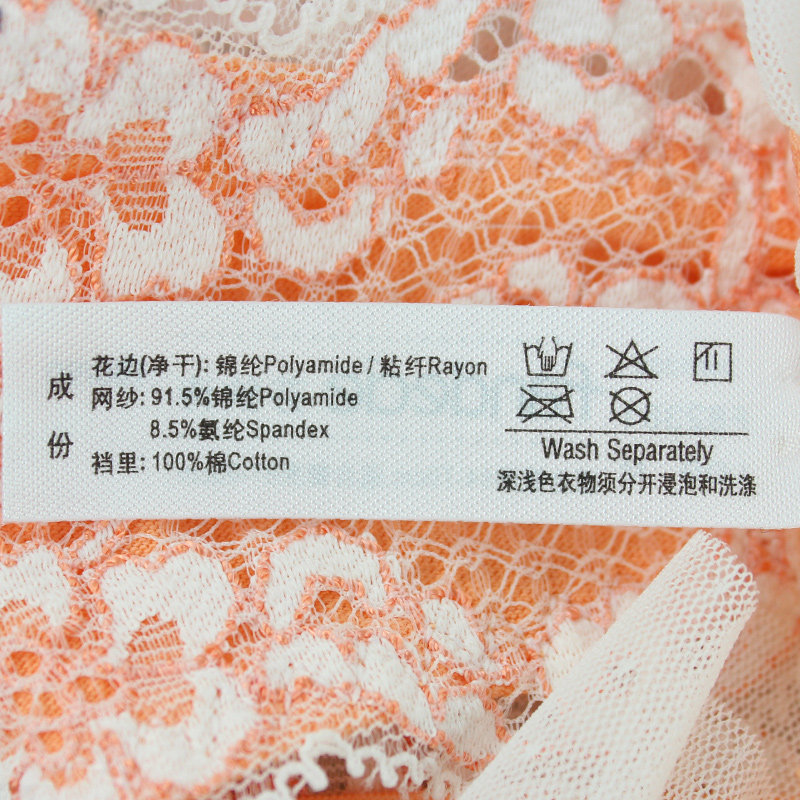 成份
花边(净干): 锦纶Polyamide / 粘纤Rayon
网纱: 91.5%锦纶Polyamide
8.5%氨纶Spandex
裆里: 100%棉Cotton
Wash Separately
深浅色衣物须分开浸泡和洗涤